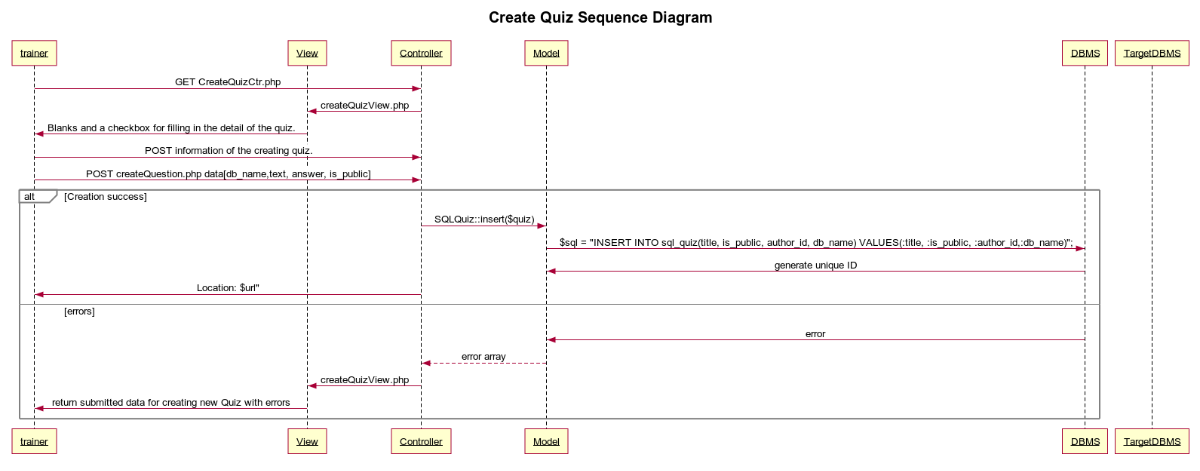 Create Quiz Sequence Diagram
trainer View Controller Model DBMS TargetDBMS
GET CreateQuizCtr.php
createQuizView.php
Blanks and a checkbox for filling in the detail of the quiz.
POST information of the creating quiz.
POST createQuestion.php data[db_name,text, answer, is_public]
alt [Creation success]
SQLQuiz::insert($quiz)
$sql = "INSERT INTO sql_quiz(title, is_public, author_id, db_name) VALUES(:title, :is_public, :author_id,:db_name)";
generate unique ID
Location: $url"
[errors]
error
error array
createQuizView.php
return submitted data for creating new Quiz with errors
trainer View Controller Model DBMS TargetDBMS